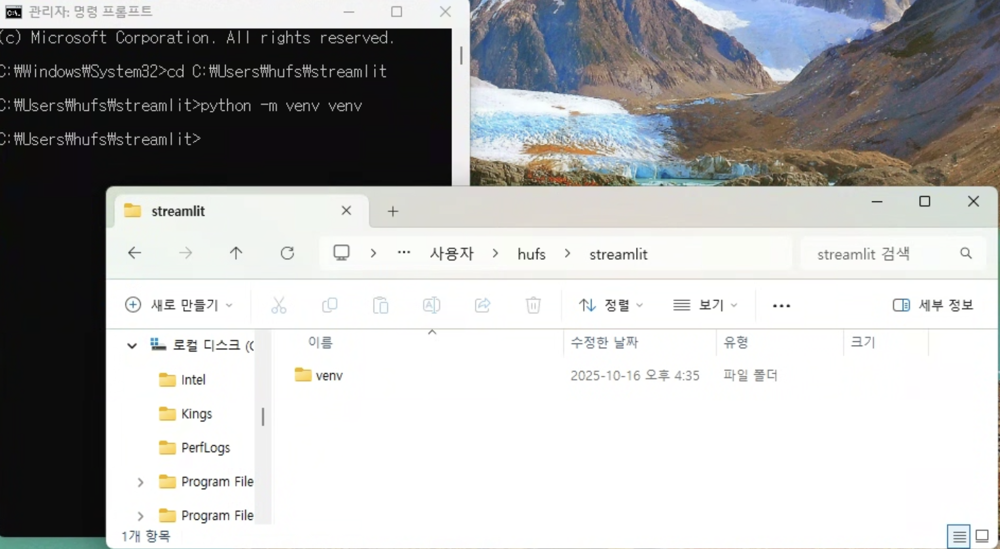 관리자: 명령 프롬프트
(c) Microsoft Corporation. All rights reserved.
C:₩Windows₩System32>cd C:₩Users₩hufs₩streamlit
C:₩Users₩hufs₩streamlit>python -m venv venv
C:₩Users₩hufs₩streamlit>
streamlit
사용자 > hufs > streamlit
streamlit 검색
새로 만들기
정렬
보기
세부 정보
로컬 디스크 (C
Intel
Kings
PerfLogs
Program File
Program File
이름 수정한 날짜 유형 크기
venv 2025-10-16 오후 4:35 파일 폴더
1개 항목